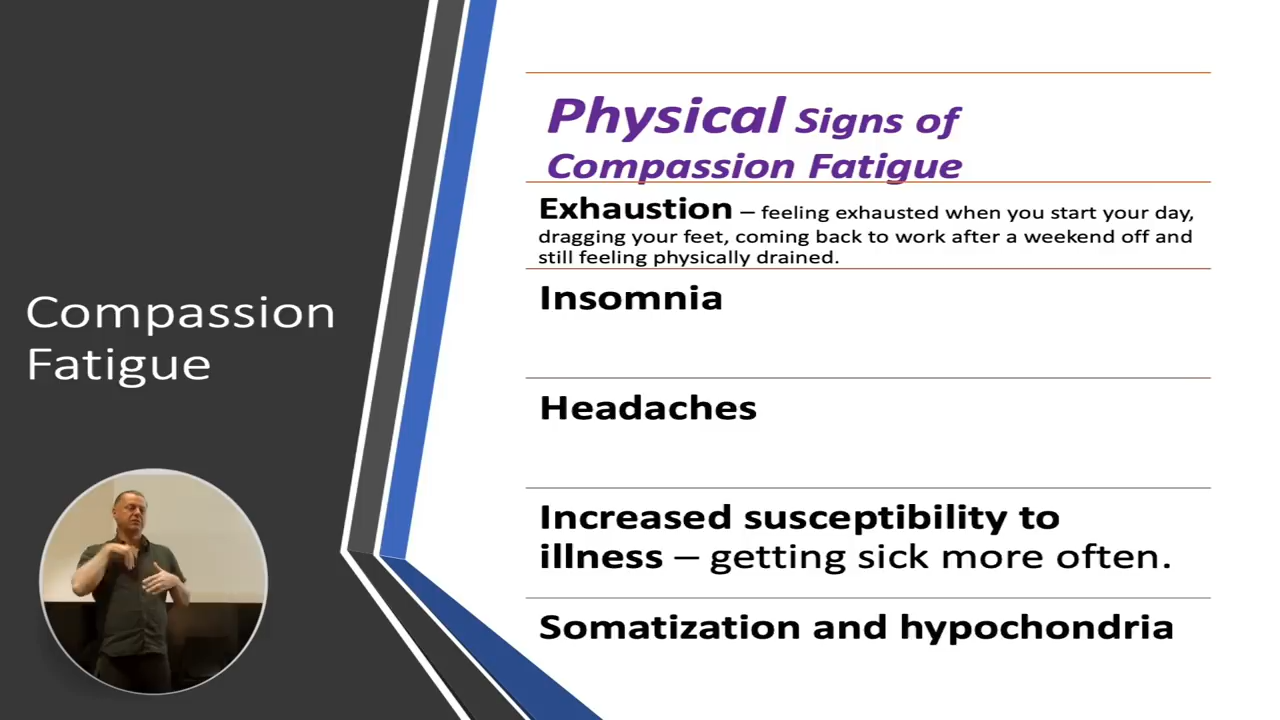 Compassion
Fatigue
Physical Signs of
Compassion Fatigue
Exhaustion – feeling exhausted when you start your day,
dragging your feet, coming back to work after a weekend off and
still feeling physically drained.
Insomnia
Headaches
Increased susceptibility to
illness – getting sick more often.
Somatization and hypochondria